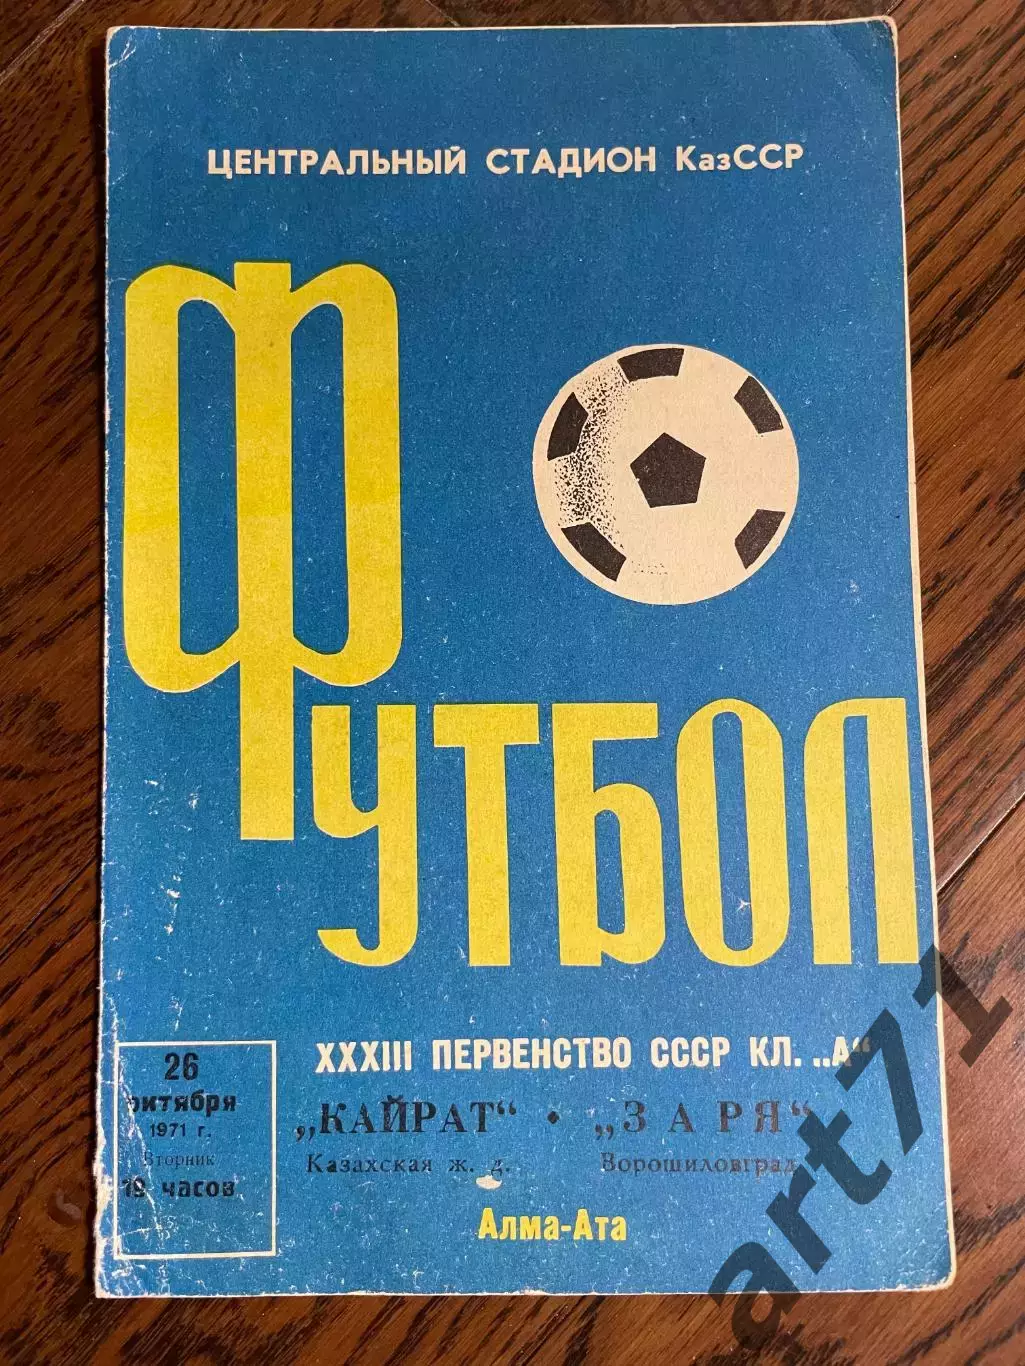 ЦЕНТРАЛЬНЫЙ СТАДИОН КазССР
ФУТБОЛ
XXXIII ПЕРВЕНСТВО СССР КЛ. „А“
26
октября
1971 г.
Вторник
19 часов
„КАЙРАТ“ • „ЗАРЯ“
Казахская ж. д. Ворошиловград
Алма-Ата
art71